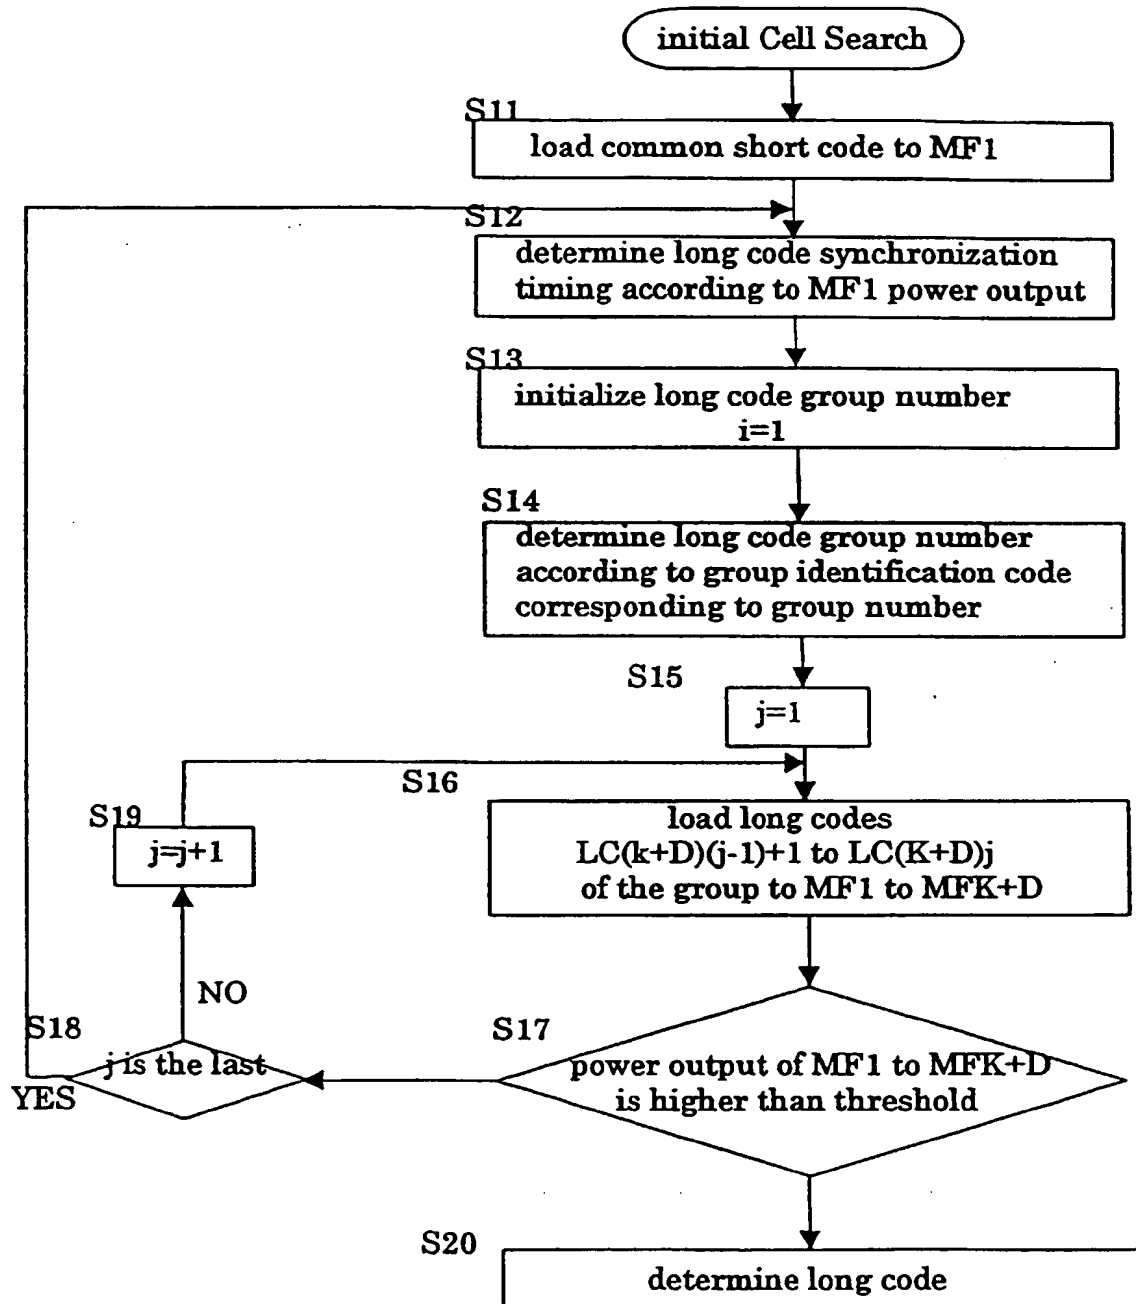 initial Cell Search
S11
load common short code to MF1
S12
determine long code synchronization
timing according to MF1 power output
S13
initialize long code group number
i=1
S14
determine long code group number
according to group identification code
corresponding to group number
S15
j=1
S16
S19
j=j+1
load long codes
LC(k+D)(j-1)+1 to LC(K+D)j
of the group to MF1 to MFK+D
NO
S18
j is the last
YES
S17
power output of MF1 to MFK+D
is higher than threshold
S20
determine long code